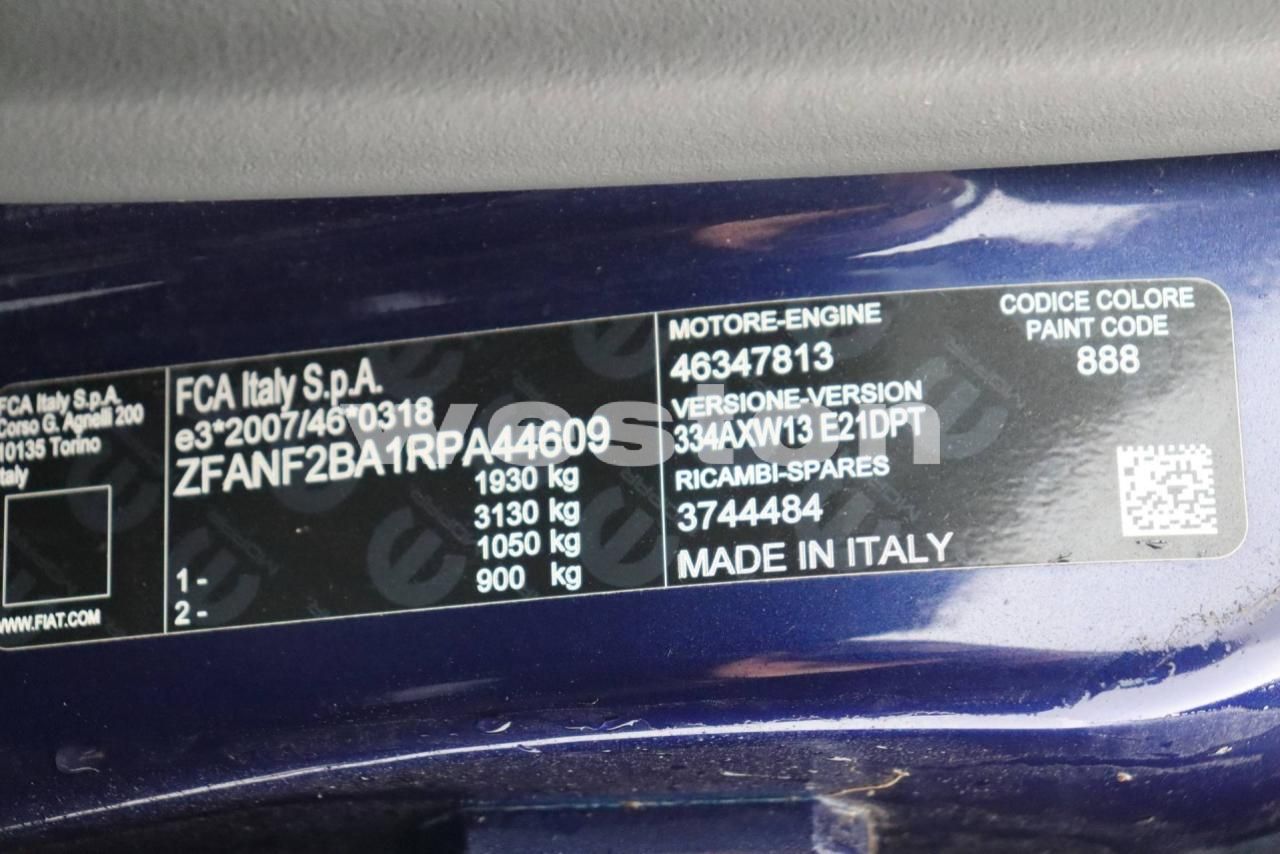 FCA Italy S.p.A.
Corso G. Agnelli 200
10135 Torino
Italy
WWW.FIAT.COM
FCA Italy S.p.A.
e3*2007/46*0318
ZFANF2BA1RPA44609
1930 kg
3130 kg
1 - 1050 kg
2 - 900 kg
MOTORE-ENGINE
46347813
VERSIONE-VERSION
334AXW13 E21DPT
RICAMBI-SPARES
3744484
MADE IN ITALY
CODICE COLORE
PAINT CODE
888
weston